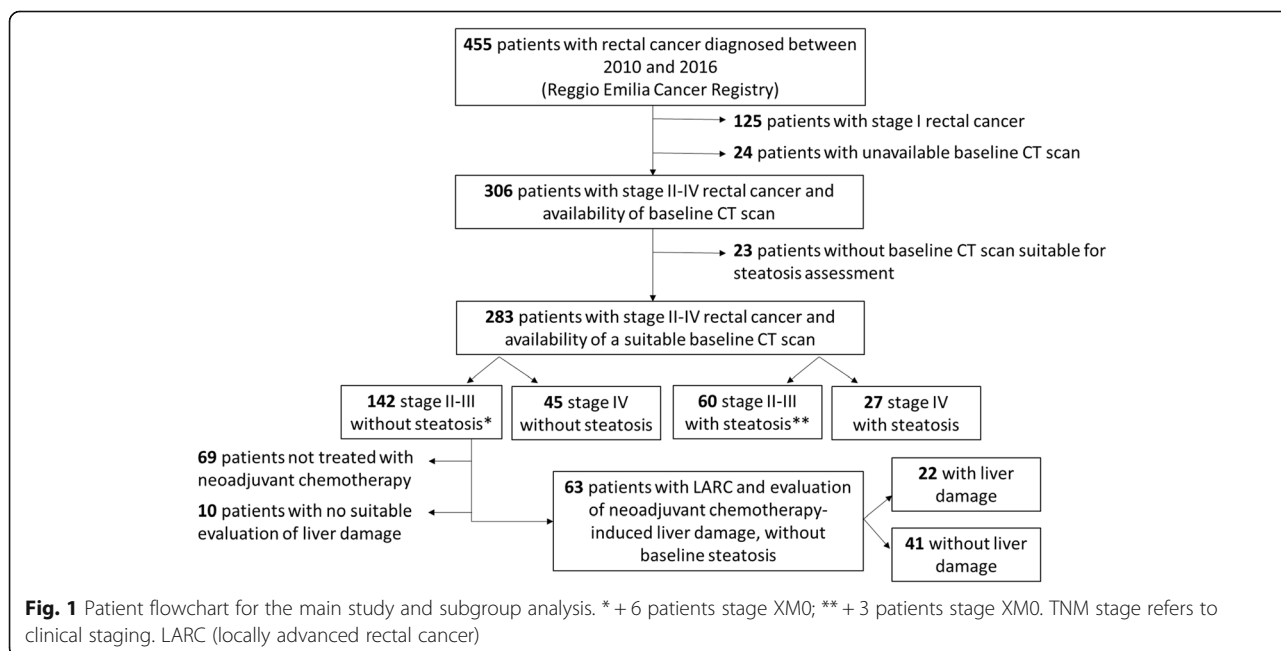 455 patients with rectal cancer diagnosed between
2010 and 2016
(Reggio Emilia Cancer Registry)
125 patients with stage I rectal cancer
24 patients with unavailable baseline CT scan
306 patients with stage II-IV rectal cancer and
availability of baseline CT scan
23 patients without baseline CT scan suitable for
steatosis assessment
283 patients with stage II-IV rectal cancer and
availability of a suitable baseline CT scan
142 stage II-III
without steatosis*
45 stage IV
without steatosis
60 stage II-III
with steatosis**
27 stage IV
with steatosis
69 patients not treated with
neoadjuvant chemotherapy
10 patients with no suitable
evaluation of liver damage
63 patients with LARC and evaluation
of neoadjuvant chemotherapy-
induced liver damage, without
baseline steatosis
22 with liver
damage
41 without liver
damage
Fig. 1 Patient flowchart for the main study and subgroup analysis. * + 6 patients stage XM0; ** + 3 patients stage XM0. TNM stage refers to
clinical staging. LARC (locally advanced rectal cancer)